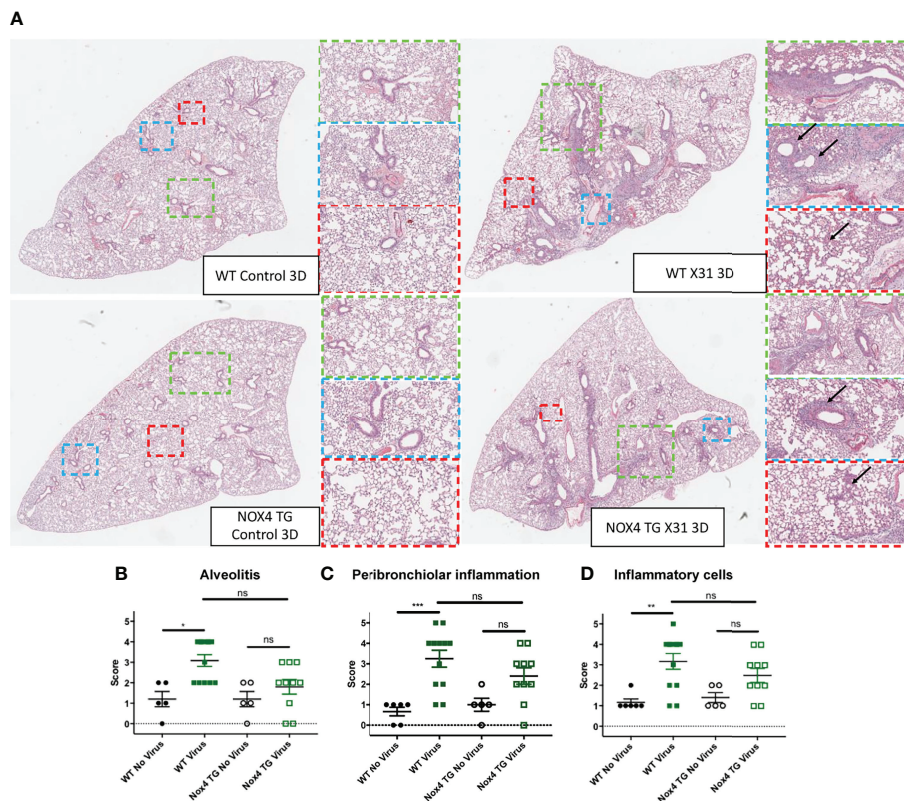 A
WT Control 3D
WT X31 3D
NOX4 TG
Control 3D
NOX4 TG X31 3D
B
Alveolitis
ns
*
ns
Score
5
4
3
2
1
0
WT No Virus
WT Virus
Nox4 TG No Virus
Nox4 TG Virus
C
Peribronchiolar inflammation
ns
***
ns
Score
5
4
3
2
1
0
WT No Virus
WT Virus
Nox4 TG No Virus
Nox4 TG Virus
D
Inflammatory cells
ns
**
ns
Score
5
4
3
2
1
0
WT No Virus
WT Virus
Nox4 TG No Virus
Nox4 TG Virus